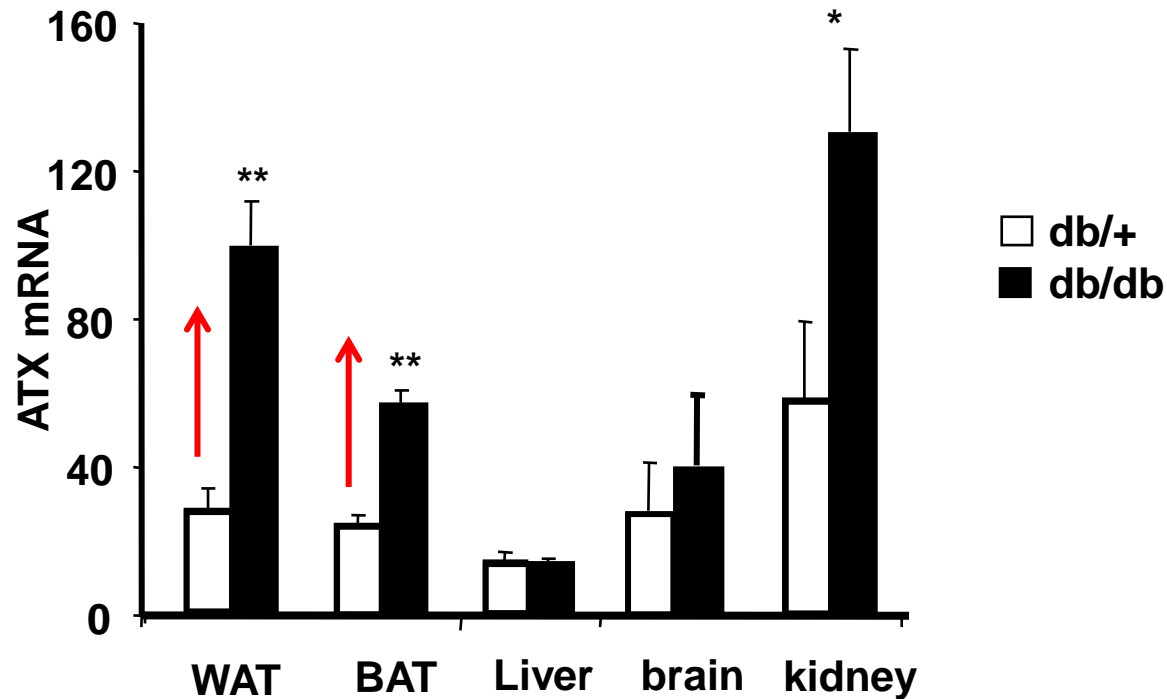 160
120
80
40
0
ATX mRNA
*
**
**
db/+
db/db
WAT BAT Liver brain kidney